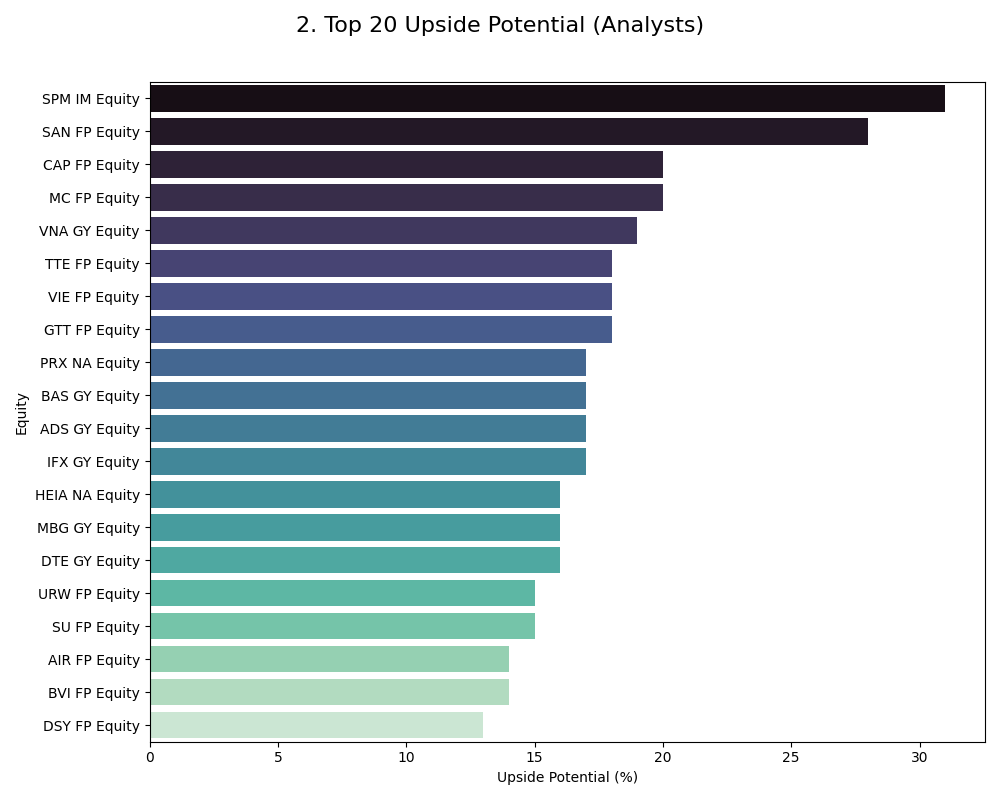 2. Top 20 Upside Potential (Analysts)
SPM IM Equity
SAN FP Equity
CAP FP Equity
MC FP Equity
VNA GY Equity
TTE FP Equity
VIE FP Equity
GTT FP Equity
PRX NA Equity
BAS GY Equity
ADS GY Equity
IFX GY Equity
HEIA NA Equity
MBG GY Equity
DTE GY Equity
URW FP Equity
SU FP Equity
AIR FP Equity
BVI FP Equity
DSY FP Equity
Equity
0 5 10 15 20 25 30
Upside Potential (%)